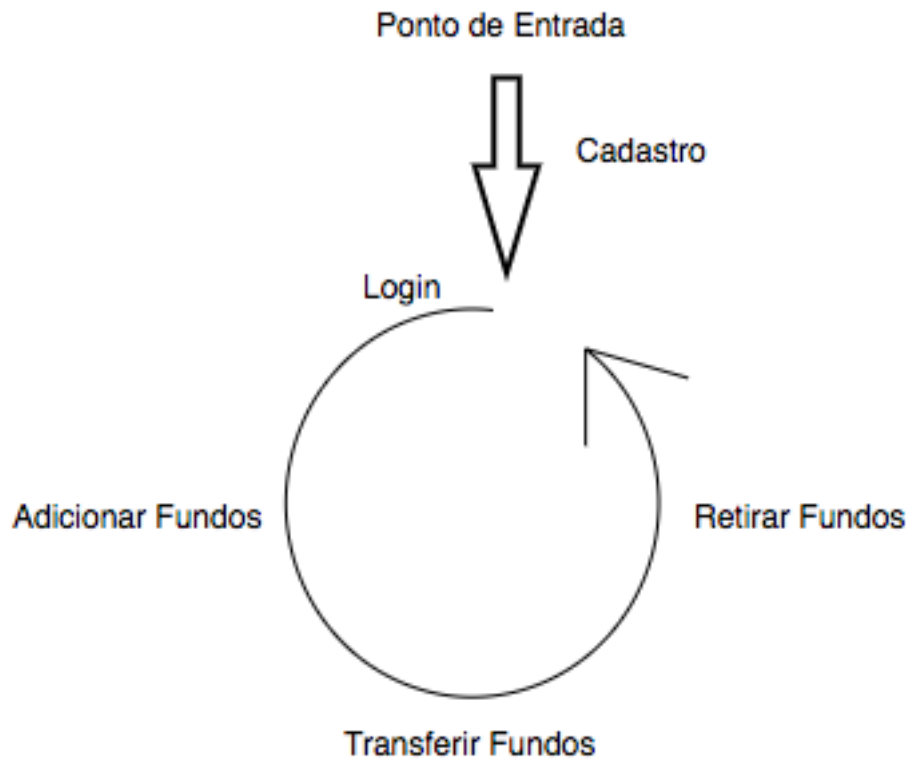 Ponto de Entrada
Cadastro
Login
Adicionar Fundos
Retirar Fundos
Transferir Fundos